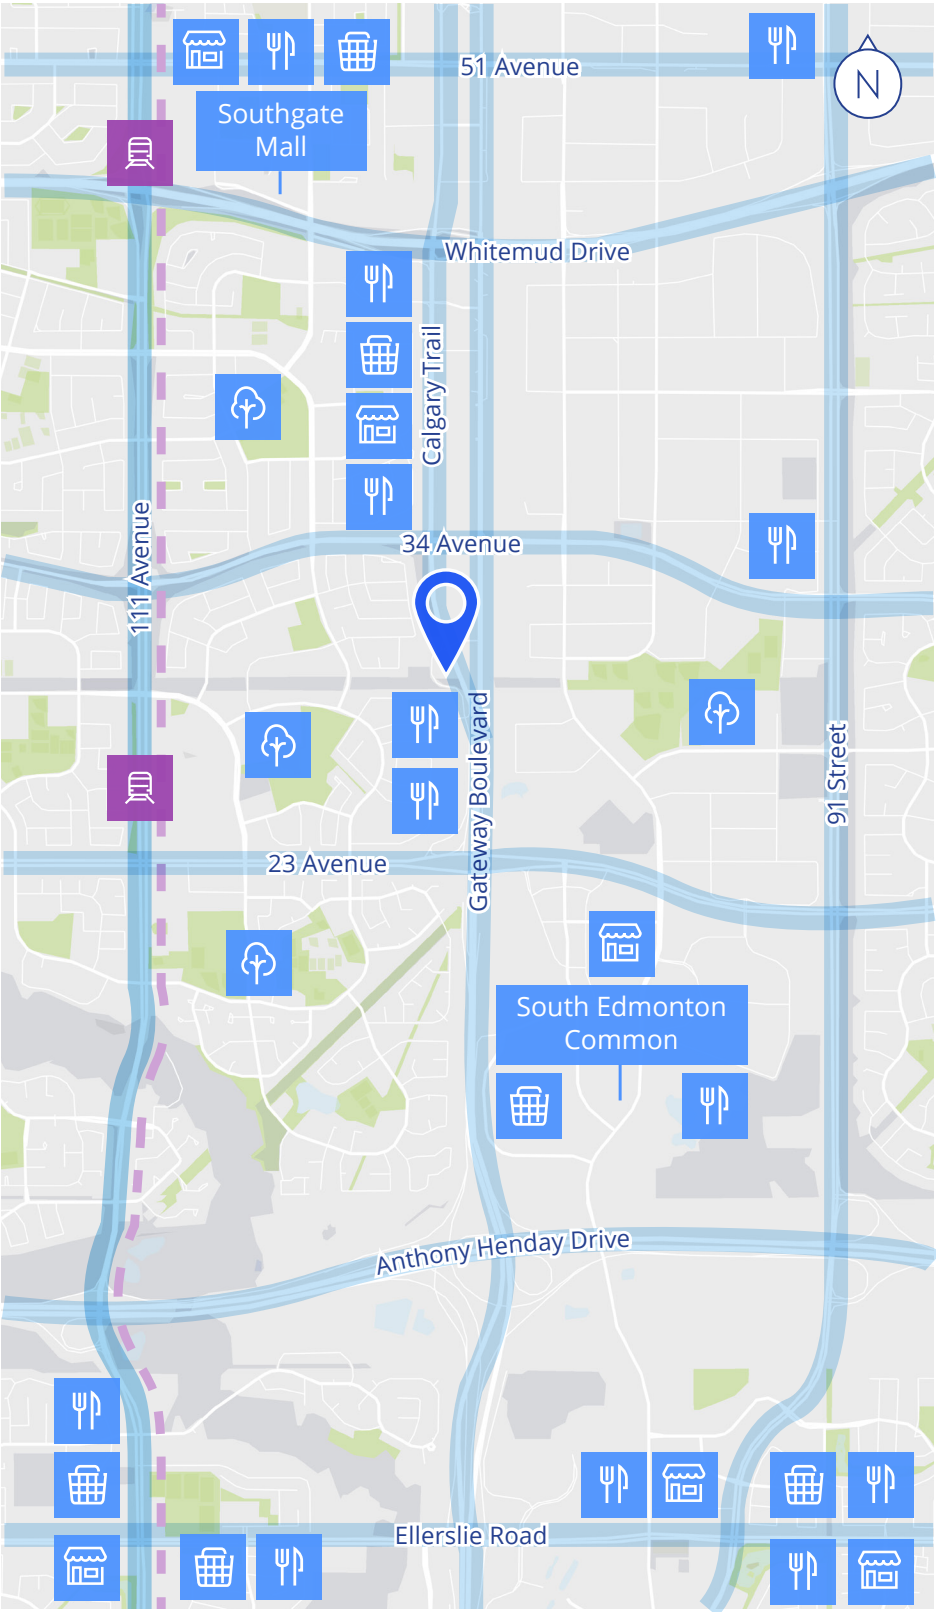 51 Avenue
N
Southgate
Mall
Whitemud Drive
Calgary Trail
34 Avenue
111 Avenue
Gateway Boulevard
91 Street
23 Avenue
South Edmonton
Common
Anthony Henday Drive
Ellerslie Road